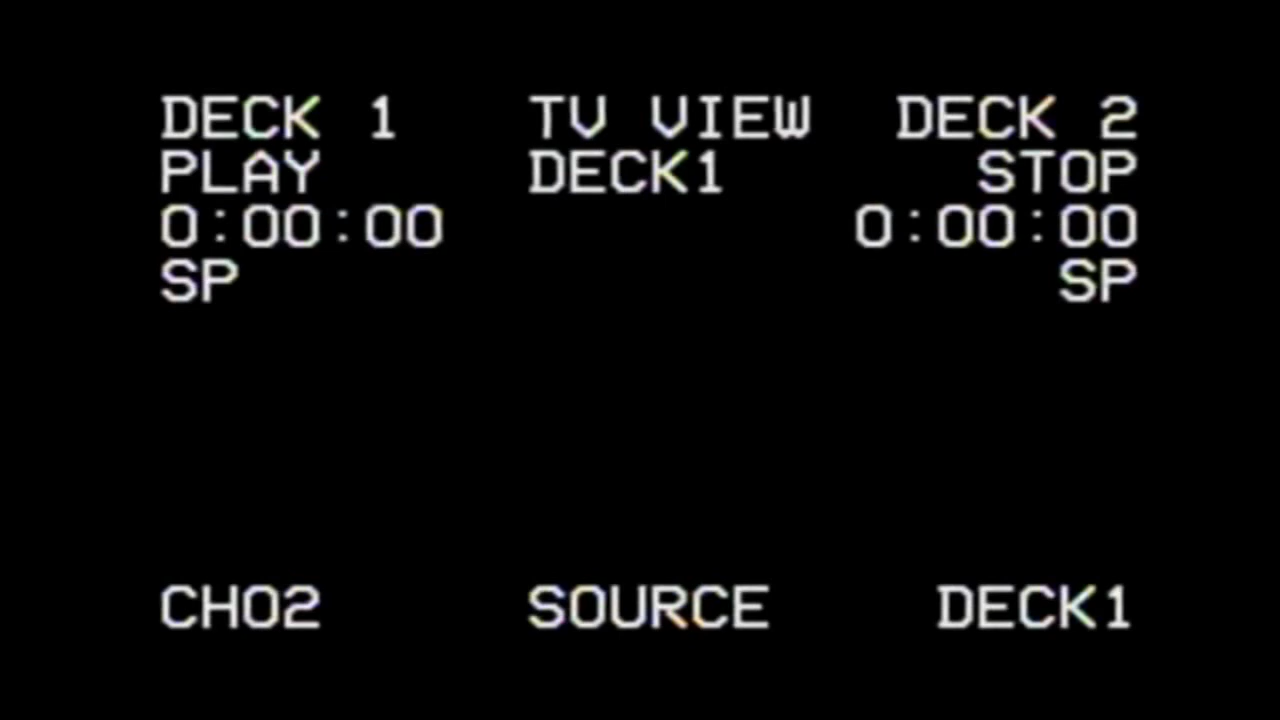 DECK 1 TV VIEW DECK 2
PLAY DECK1 STOP
0:00:00 0:00:00
SP SP
CH02 SOURCE DECK1